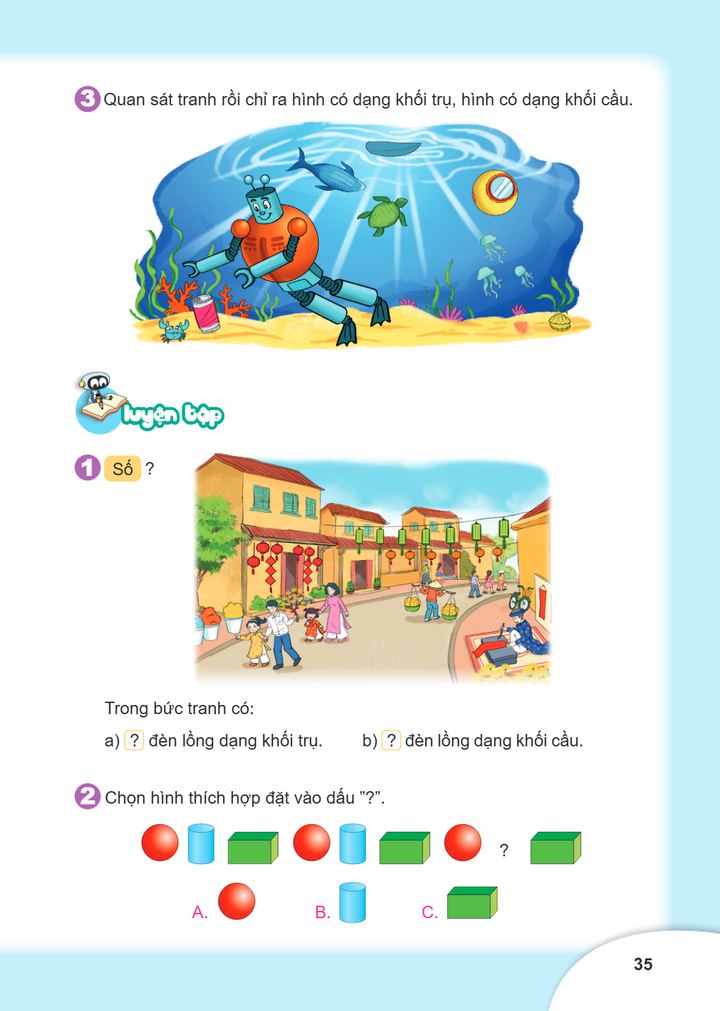 3 Quan sát tranh rồi chỉ ra hình có dạng khối trụ, hình có dạng khối cầu.
luyện tập
1 Số ?
Trong bức tranh có:
a) ? đèn lồng dạng khối trụ. b) ? đèn lồng dạng khối cầu.
2 Chọn hình thích hợp đặt vào dấu "?".
?
A. B. C.
35